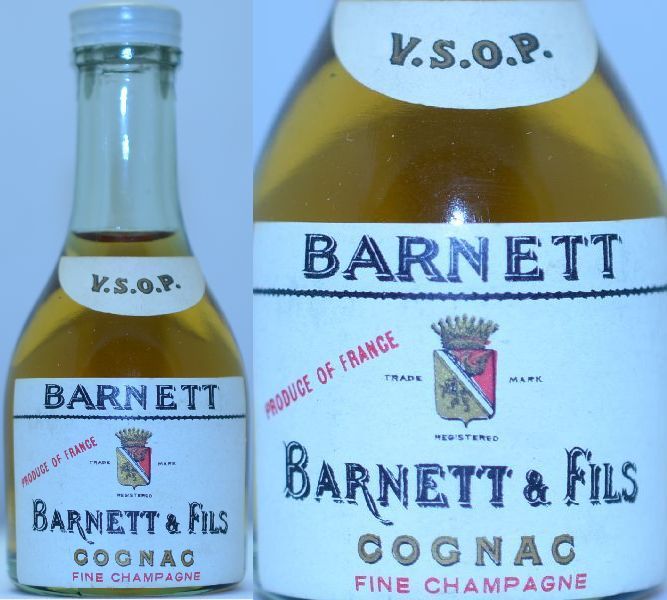 V.S.O.P.
BARNETT
PRODUCE OF FRANCE
TRADE MARK
REGISTERED
BARNETT & FILS
COGNAC
FINE CHAMPAGNE
V.S.O.P.
BARNETT
PRODUCE OF FRANCE
TRADE MARK
REGISTERED
BARNETT & FILS
COGNAC
FINE CHAMPAGNE